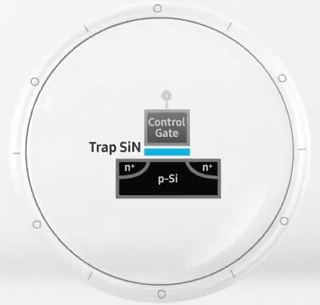 Control
Gate
Trap SiN
n⁺
n⁺
p-Si